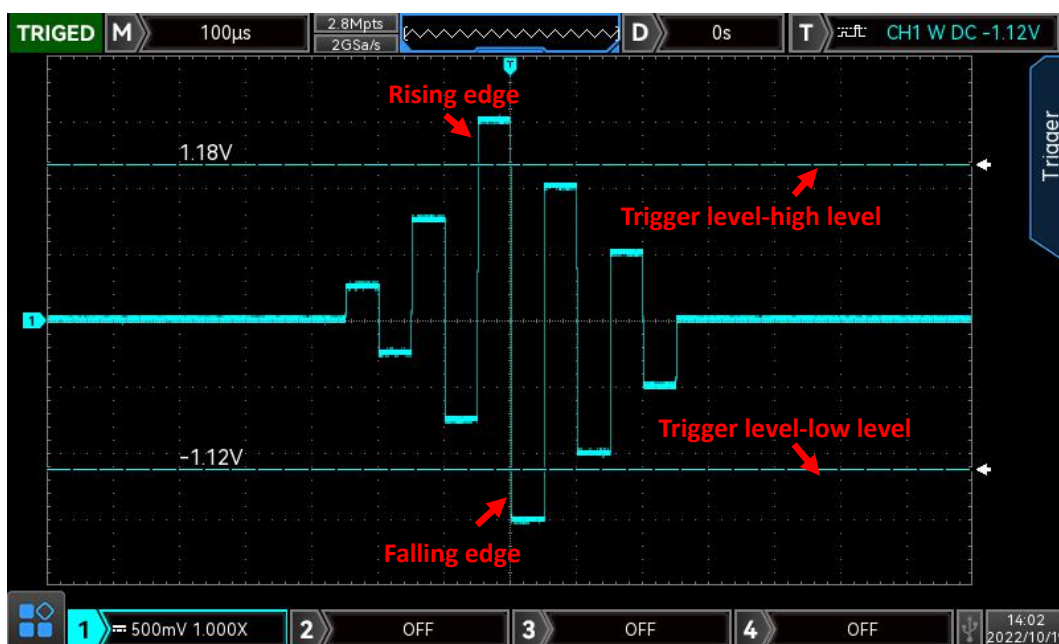 TRIGED M 100μs 2.8Mpts D 0s T CH1 W DC -1.12V
2GSa/s
T
Rising edge
Trigger
1.18V
Trigger level-high level
1
Trigger level-low level
-1.12V
Falling edge
1 500mV 1.000X 2 OFF 3 OFF 4 OFF 14:02
2022/10/1